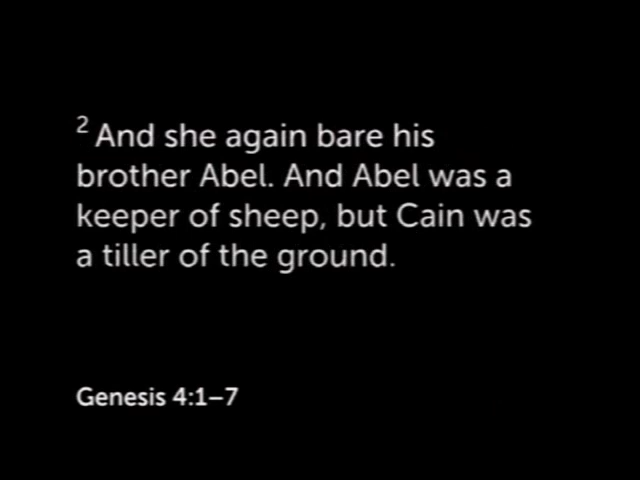 ² And she again bare his
brother Abel. And Abel was a
keeper of sheep, but Cain was
a tiller of the ground.
Genesis 4:1–7